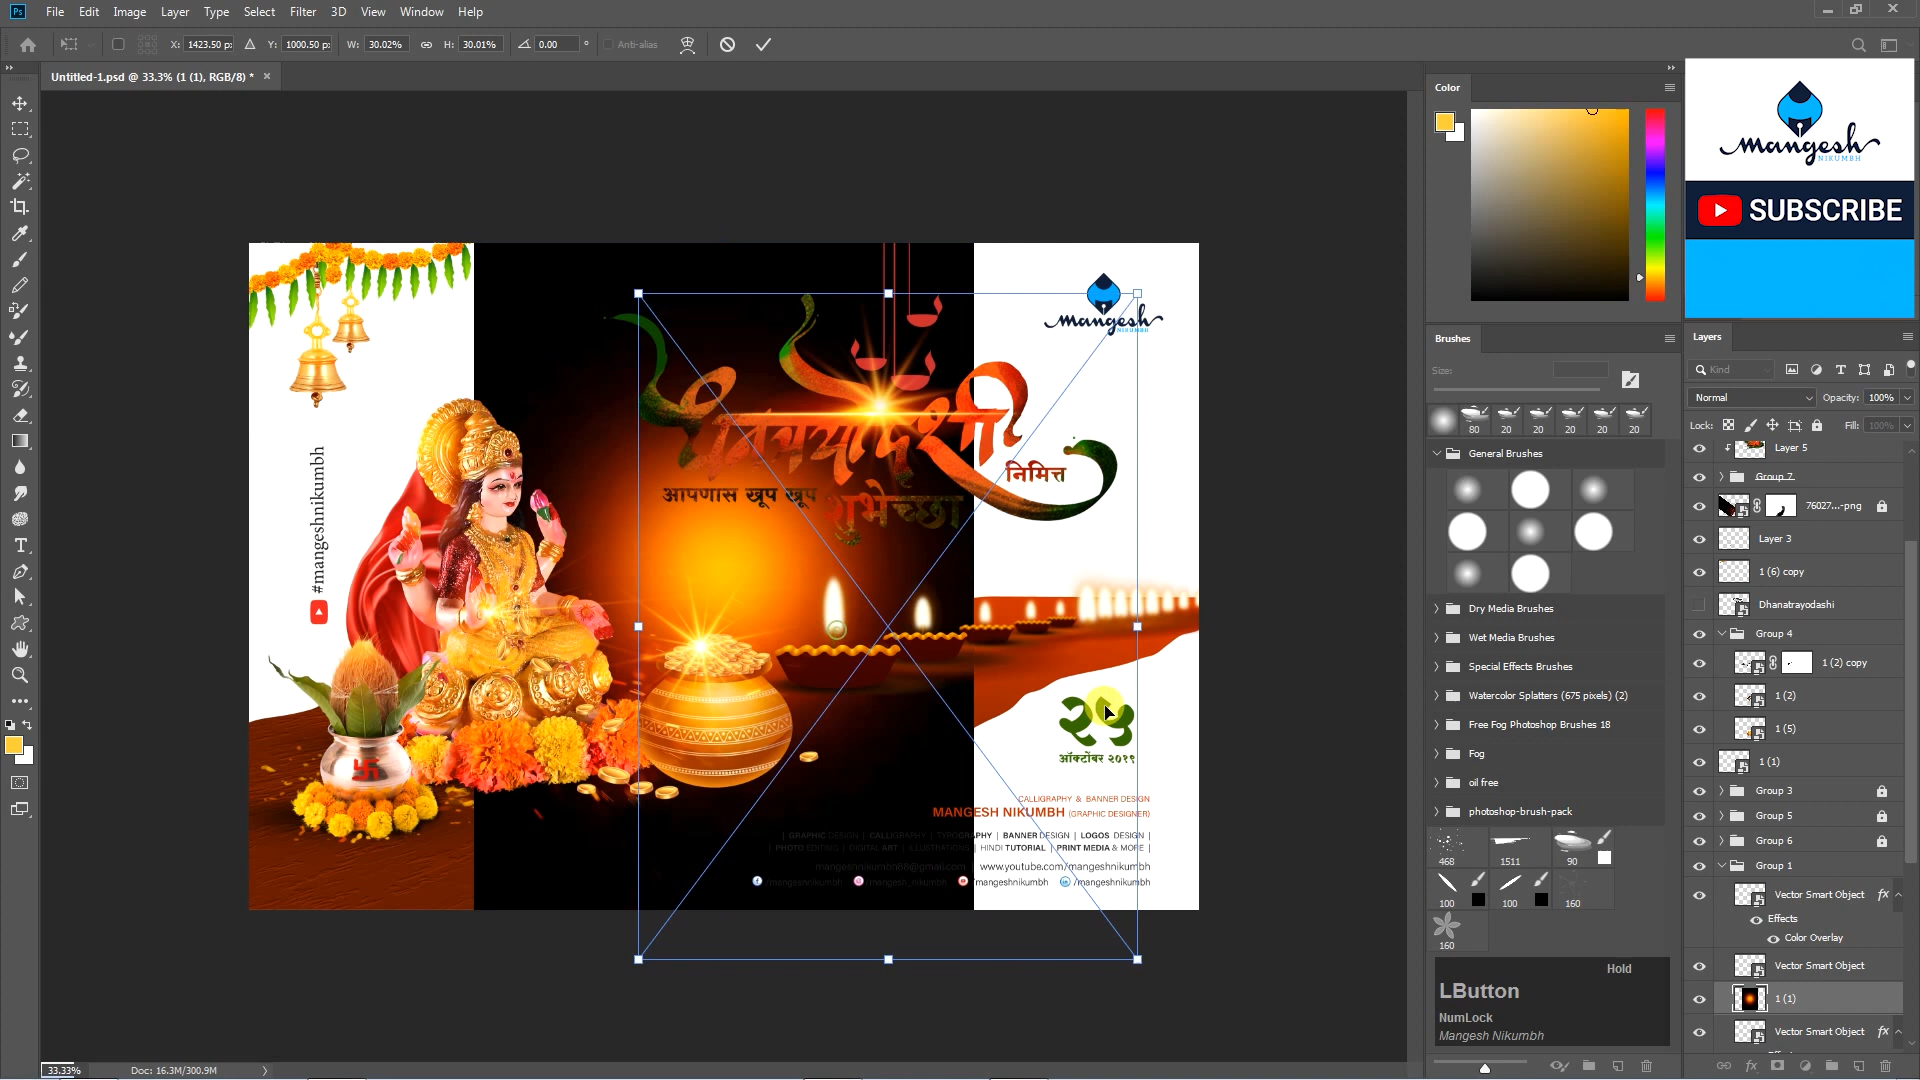 Ps File Edit Image Layer Type Select Filter 3D View Window Help
X: 1423.50 px Y: 1000.50 px W: 30.02% H: 30.01% 0.00 ° Anti-alias
Untitled-1.psd @ 33.3% (1 (1), RGB/8) * ×
#mangeshnikumbh
mangesh
निमित्त
आपणास खूप खूप
शुभेच्छा
२५
ऑक्टोंबर २०१९
CALLIGRAPHY & BANNER DESIGN
MANGESH NIKUMBH (GRAPHIC DESIGNER)
| GRAPHIC DESIGN | CALLIGRAPHY | TYPOGRAPHY | BANNER DESIGN | LOGOS DESIGN |
| PHOTO EDITING | DIGITAL ART | ILLUSTRATIONS | HINDI TUTORIAL | PRINT MEDIA & MORE |
mangeshnikumbh88@gmail.com | www.youtube.com/mangeshnikumbh
/mangeshnikumbh /mangesh_nikumbh /mangeshnikumbh /mangeshnikumbh
33.33% Doc: 16.3M/300.9M
Color
Brushes
Size:
80 20 20 20 20 20
General Brushes
Dry Media Brushes
Wet Media Brushes
Special Effects Brushes
Watercolor Splatters (675 pixels) (2)
Free Fog Photoshop Brushes 18
Fog
oil free
photoshop-brush-pack
468 1511 90
100 100 160
160
Hold
LButton
NumLock
Mangesh Nikumbh
mangesh
NIKUMBH
SUBSCRIBE
Layers
Kind
Normal Opacity: 100%
Lock: Fill: 100%
Layer 5
Group 7
76027...-png
Layer 3
1 (6) copy
Dhanatrayodashi
Group 4
1 (2) copy
1 (2)
1 (5)
1 (1)
Group 3
Group 5
Group 6
Group 1
Vector Smart Object fx
Effects
Color Overlay
Vector Smart Object
1 (1)
Vector Smart Object fx